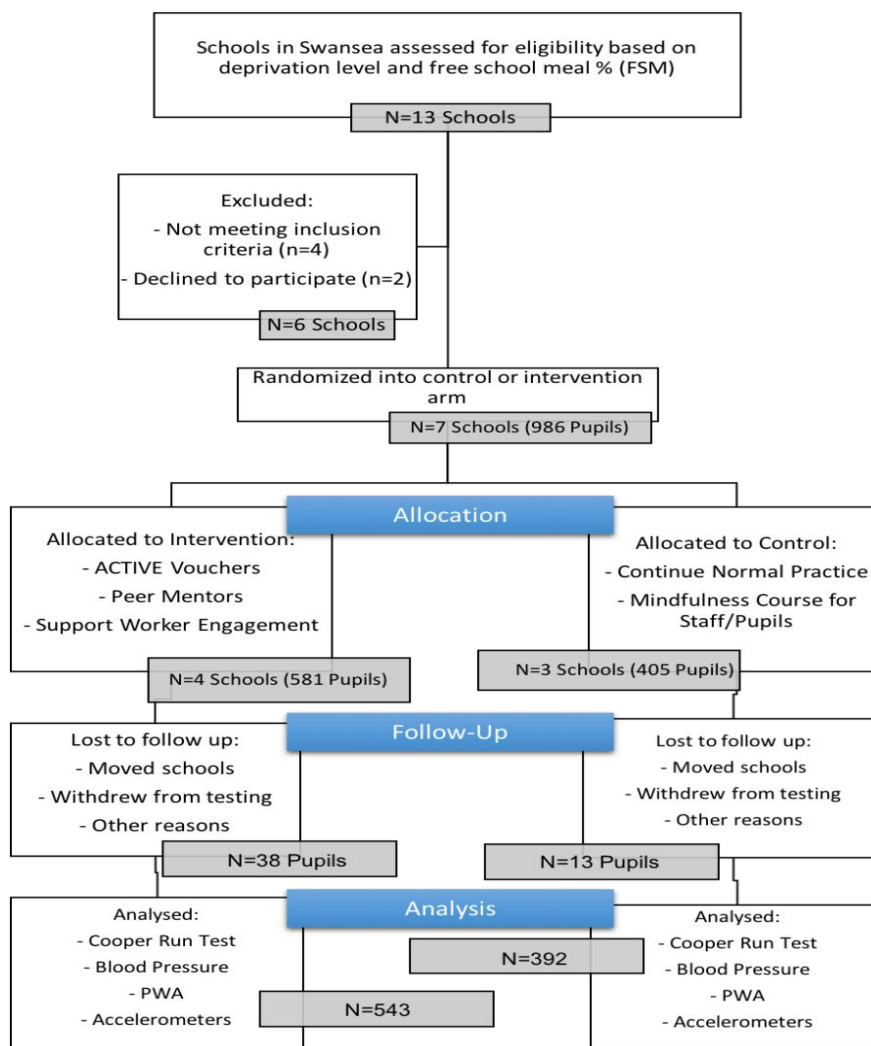 Schools in Swansea assessed for eligibility based on
deprivation level and free school meal % (FSM)
N=13 Schools
Excluded:
- Not meeting inclusion
criteria (n=4)
- Declined to participate (n=2)
N=6 Schools
Randomized into control or intervention
arm
N=7 Schools (986 Pupils)
Allocation
Allocated to Intervention:
- ACTIVE Vouchers
- Peer Mentors
- Support Worker Engagement
N=4 Schools (581 Pupils)
Allocated to Control:
- Continue Normal Practice
- Mindfulness Course for
Staff/Pupils
N=3 Schools (405 Pupils)
Follow-Up
Lost to follow up:
- Moved schools
- Withdrew from testing
- Other reasons
N=38 Pupils
Lost to follow up:
- Moved schools
- Withdrew from testing
- Other reasons
N=13 Pupils
Analysis
Analysed:
- Cooper Run Test
- Blood Pressure
- PWA
- Accelerometers
N=543
N=392
Analysed:
- Cooper Run Test
- Blood Pressure
- PWA
- Accelerometers